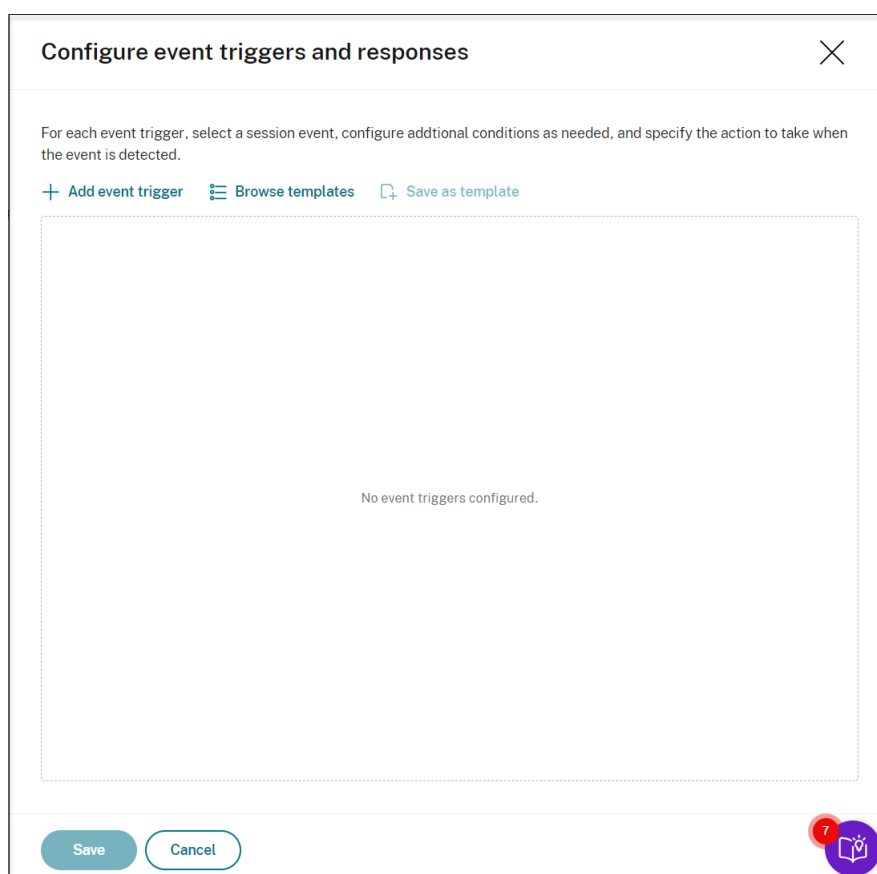 Configure event triggers and responses
For each event trigger, select a session event, configure addtional conditions as needed, and specify the action to take when
the event is detected.
Add event trigger Browse templates Save as template
No event triggers configured.
Save Cancel
7